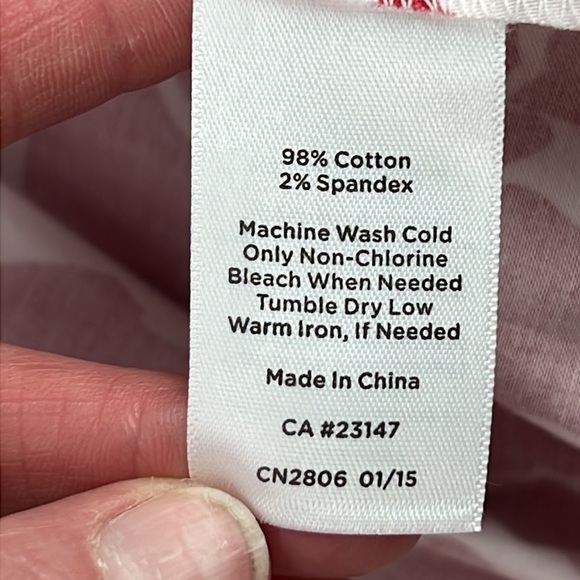 98% Cotton
2% Spandex
Machine Wash Cold
Only Non-Chlorine
Bleach When Needed
Tumble Dry Low
Warm Iron, If Needed
Made In China
CA #23147
CN2806 01/15